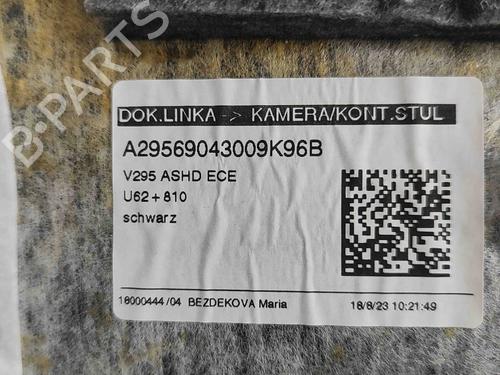 DOK.LINKA -> KAMERA/KONT.STUL
A29569043009K96B
V295 ASHD ECE
U62 + 810
schwarz
16000444 /04 BEZDEKOVA Maria 18/8/23 10:21:49
B-PARTS